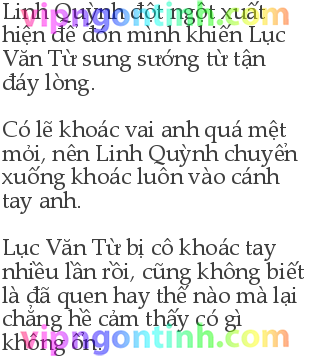 Linh Quỳnh đột ngột xuất
hiện để đón mình khiến Lục
Văn Từ sung sướng từ tận
đáy lòng.
Có lẽ khoác vai anh quá mệt
mỏi, nên Linh Quỳnh chuyển
xuống khoác luôn vào cánh
tay anh.
Lục Văn Từ bị cô khoác tay
nhiều lần rồi, cũng không biết
là đã quen hay thế nào mà lại
chẳng hề cảm thấy có gì
không ổn.
vipngontinh.com
vipngontinh.com